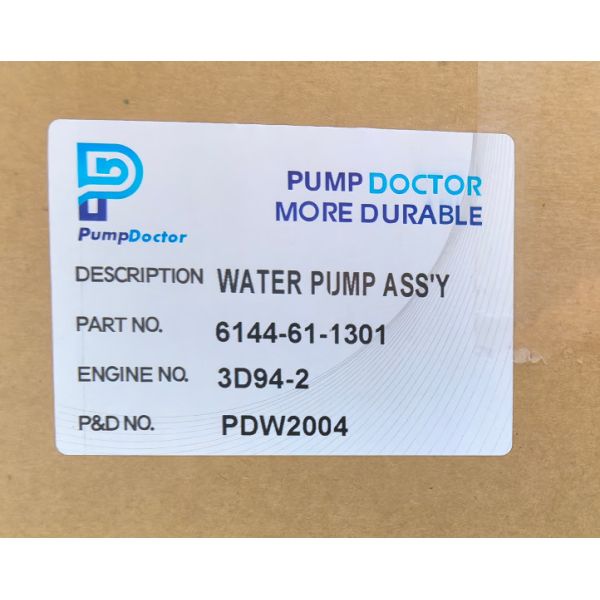 PUMP DOCTOR
MORE DURABLE
PumpDoctor
DESCRIPTION WATER PUMP ASS'Y
PART NO. 6144-61-1301
ENGINE NO. 3D94-2
P&D NO. PDW2004